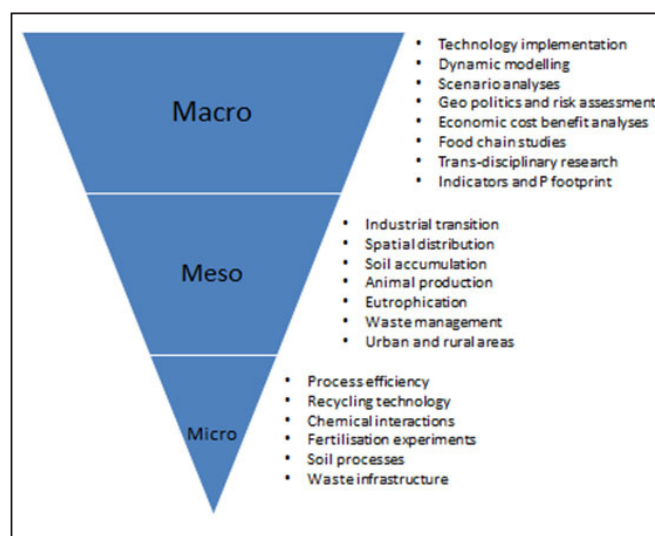 Macro
• Technology implementation
• Dynamic modelling
• Scenario analyses
• Geo politics and risk assessment
• Economic cost benefit analyses
• Food chain studies
• Trans-disciplinary research
• Indicators and P footprint
Meso
• Industrial transition
• Spatial distribution
• Soil accumulation
• Animal production
• Eutrophication
• Waste management
• Urban and rural areas
Micro
• Process efficiency
• Recycling technology
• Chemical interactions
• Fertilisation experiments
• Soil processes
• Waste infrastructure